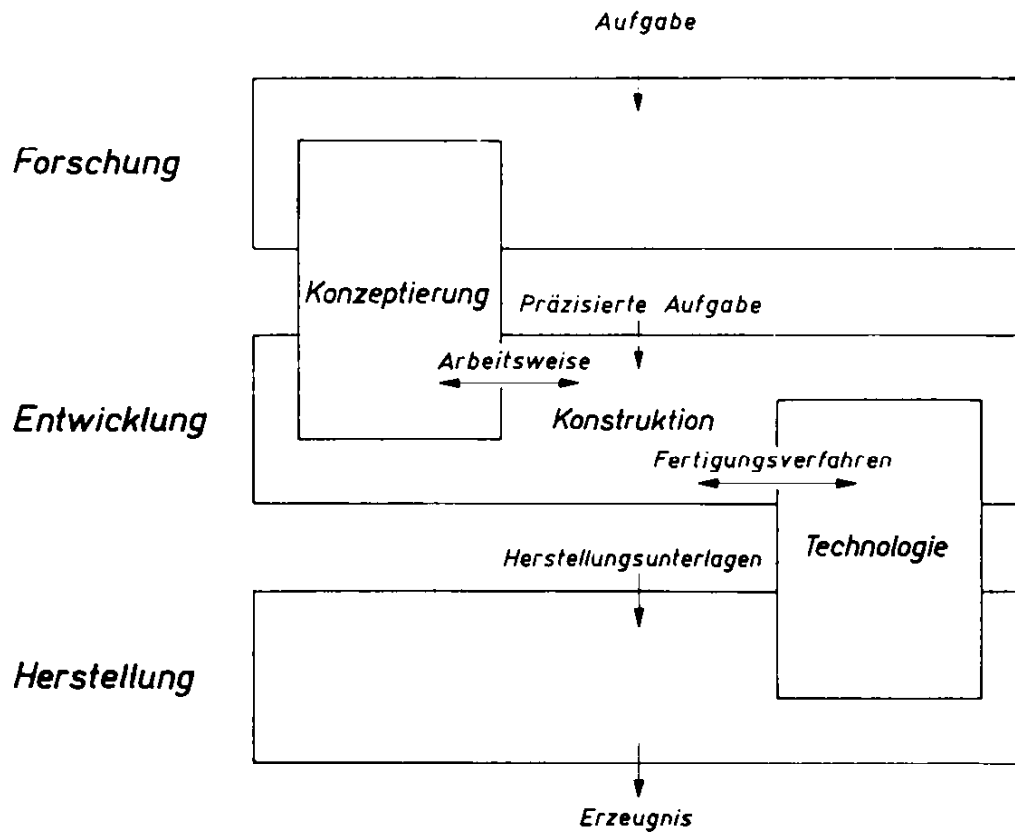 Aufgabe
Forschung
Konzeptierung
Präzisierte Aufgabe
Arbeitsweise
Entwicklung
Konstruktion
Fertigungsverfahren
Technologie
Herstellungsunterlagen
Herstellung
Erzeugnis